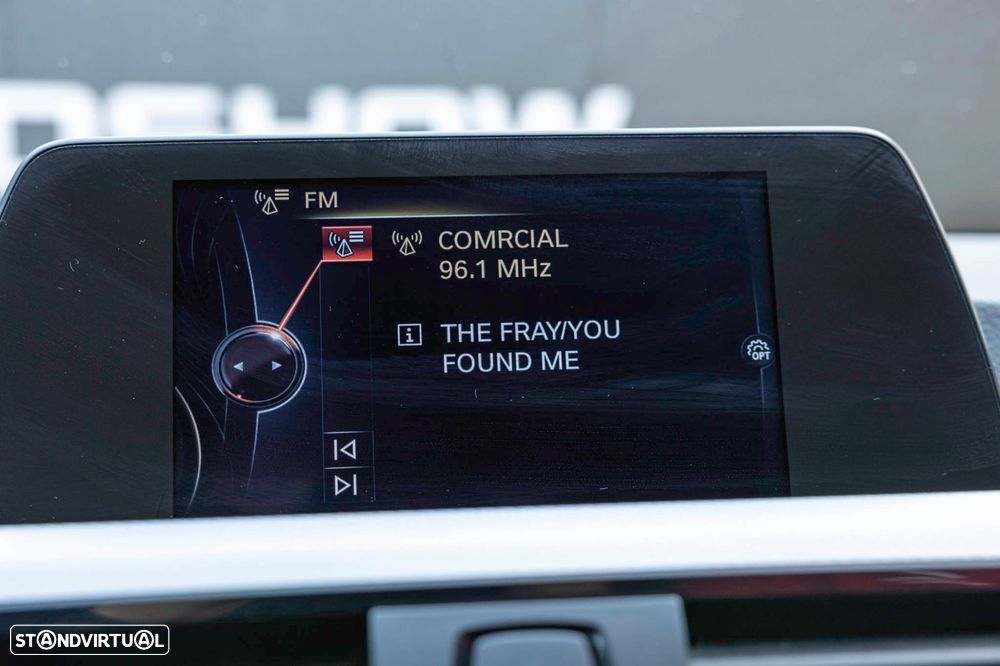 FM
COMRCIAL
96.1 MHz
THE FRAY/YOU
FOUND ME
OPT
STANDVIRTUAL